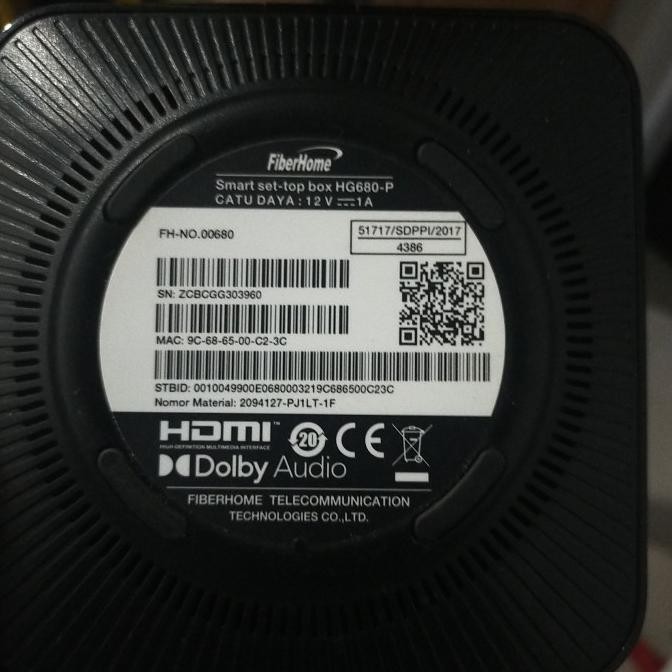 FiberHome
Smart set-top box HG680-P
CATU DAYA : 12 V ⎓ 1A
FH-NO.00680
51717/SDPPI/2017
4386
SN: ZCBCGG303960
MAC: 9C-68-65-00-C2-3C
STBID: 0010049900E0680003219C686500C23C
Nomor Material: 2094127-PJ1LT-1F
HDMI™
HIGH-DEFINITION MULTIMEDIA INTERFACE
20
CE
Dolby Audio
FIBERHOME TELECOMMUNICATION
TECHNOLOGIES CO.,LTD.